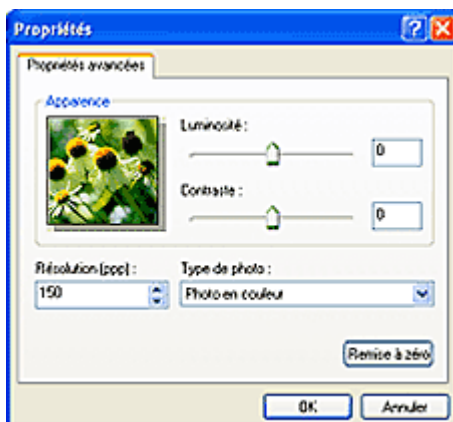 Propriétés
Propriétés avancées
Apparence
Luminosité :
0
Contraste :
0
Résolution (ppp) :
Type de photo :
150
Photo en couleur
Remise à zéro
OK
Annuler